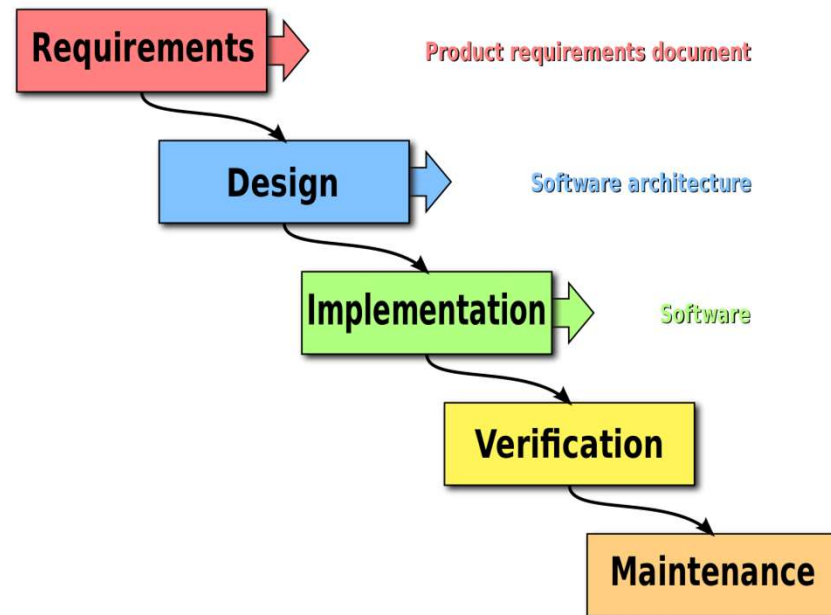 Requirements
Product requirements document
Design
Software architecture
Implementation
Software
Verification
Maintenance